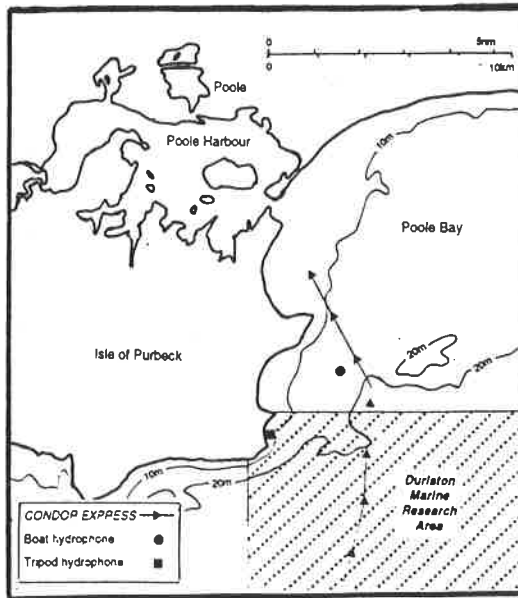 0 5nm
0 10km
Poole
Poole Harbour
10m
Poole Bay
Isle of Purbeck
20m
20m
10m
20m
Durlston
Marine
Research
Area
CONDOR EXPRESS
Boat hydrophone
Tripod hydrophone